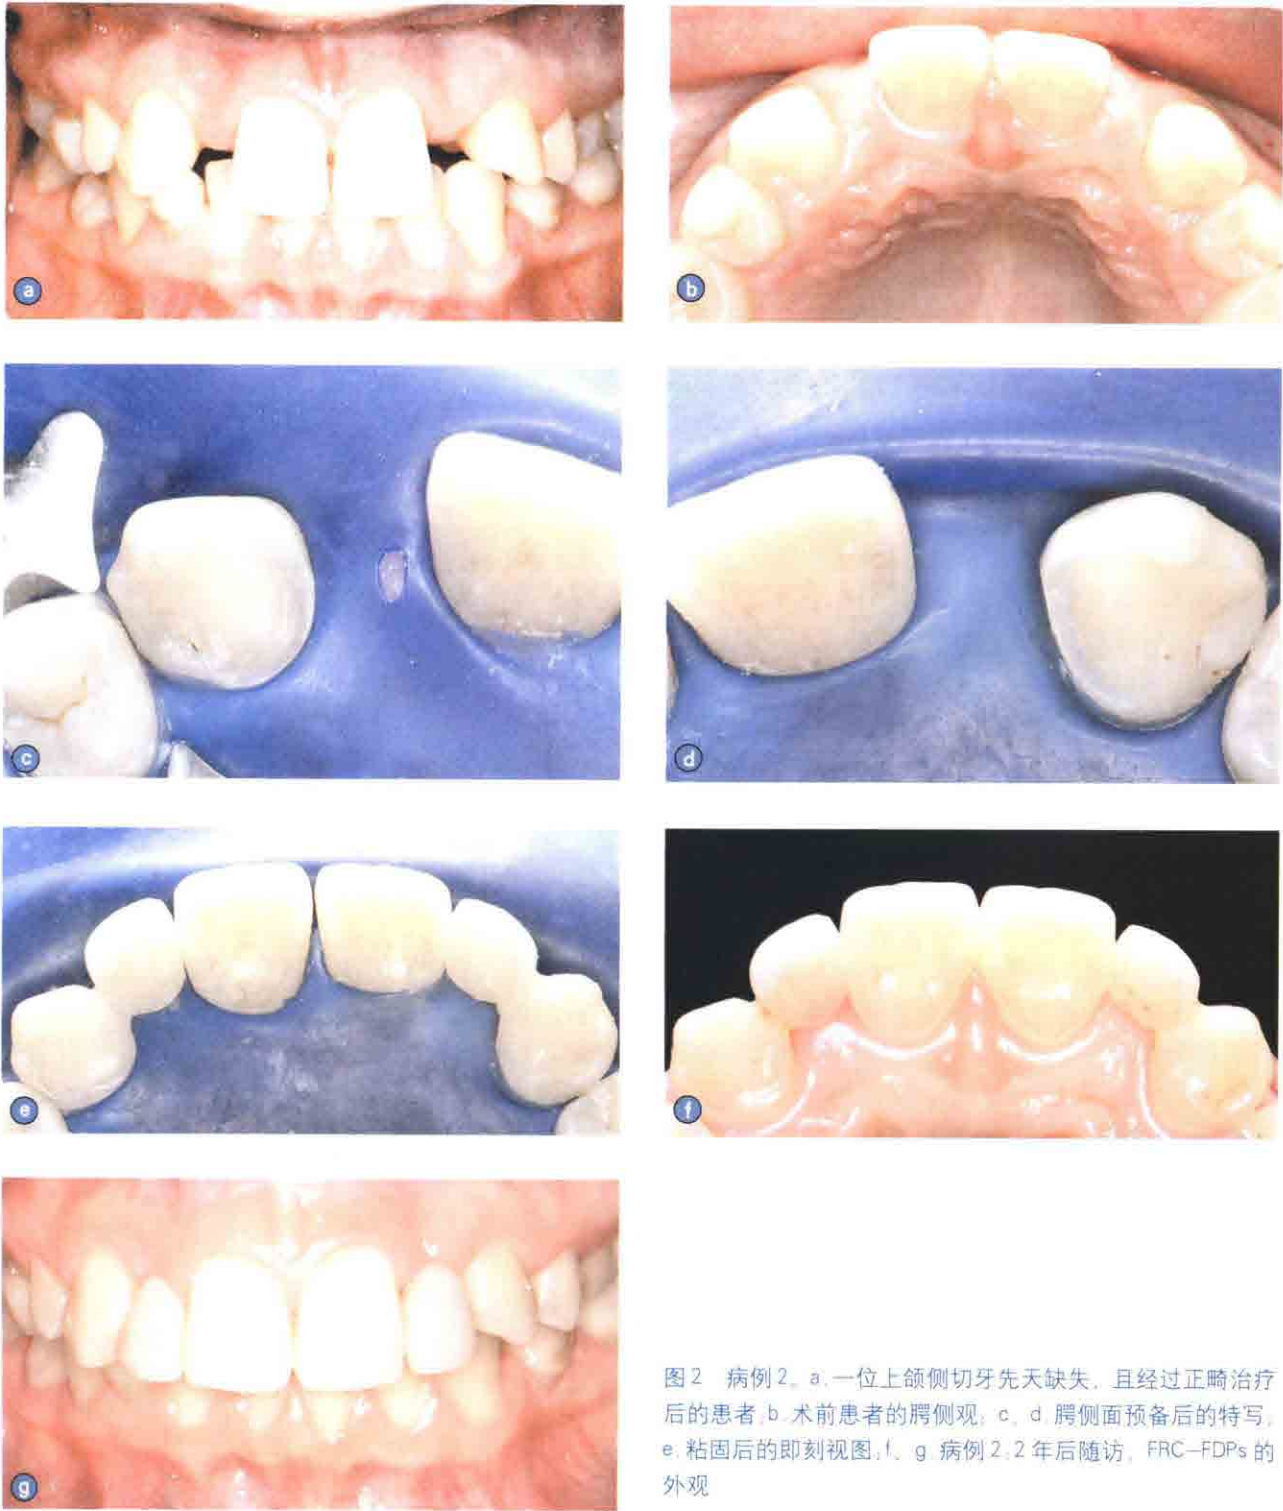 a
b
c
d
e
f
g
图2 病例2。a.一位上颌侧切牙先天缺失，且经过正畸治疗
后的患者;b.术前患者的腭侧观; c、d.腭侧面预备后的特写;
e.粘固后的即刻视图;f、g.病例2,2年后随访，FRC-FDPs的
外观